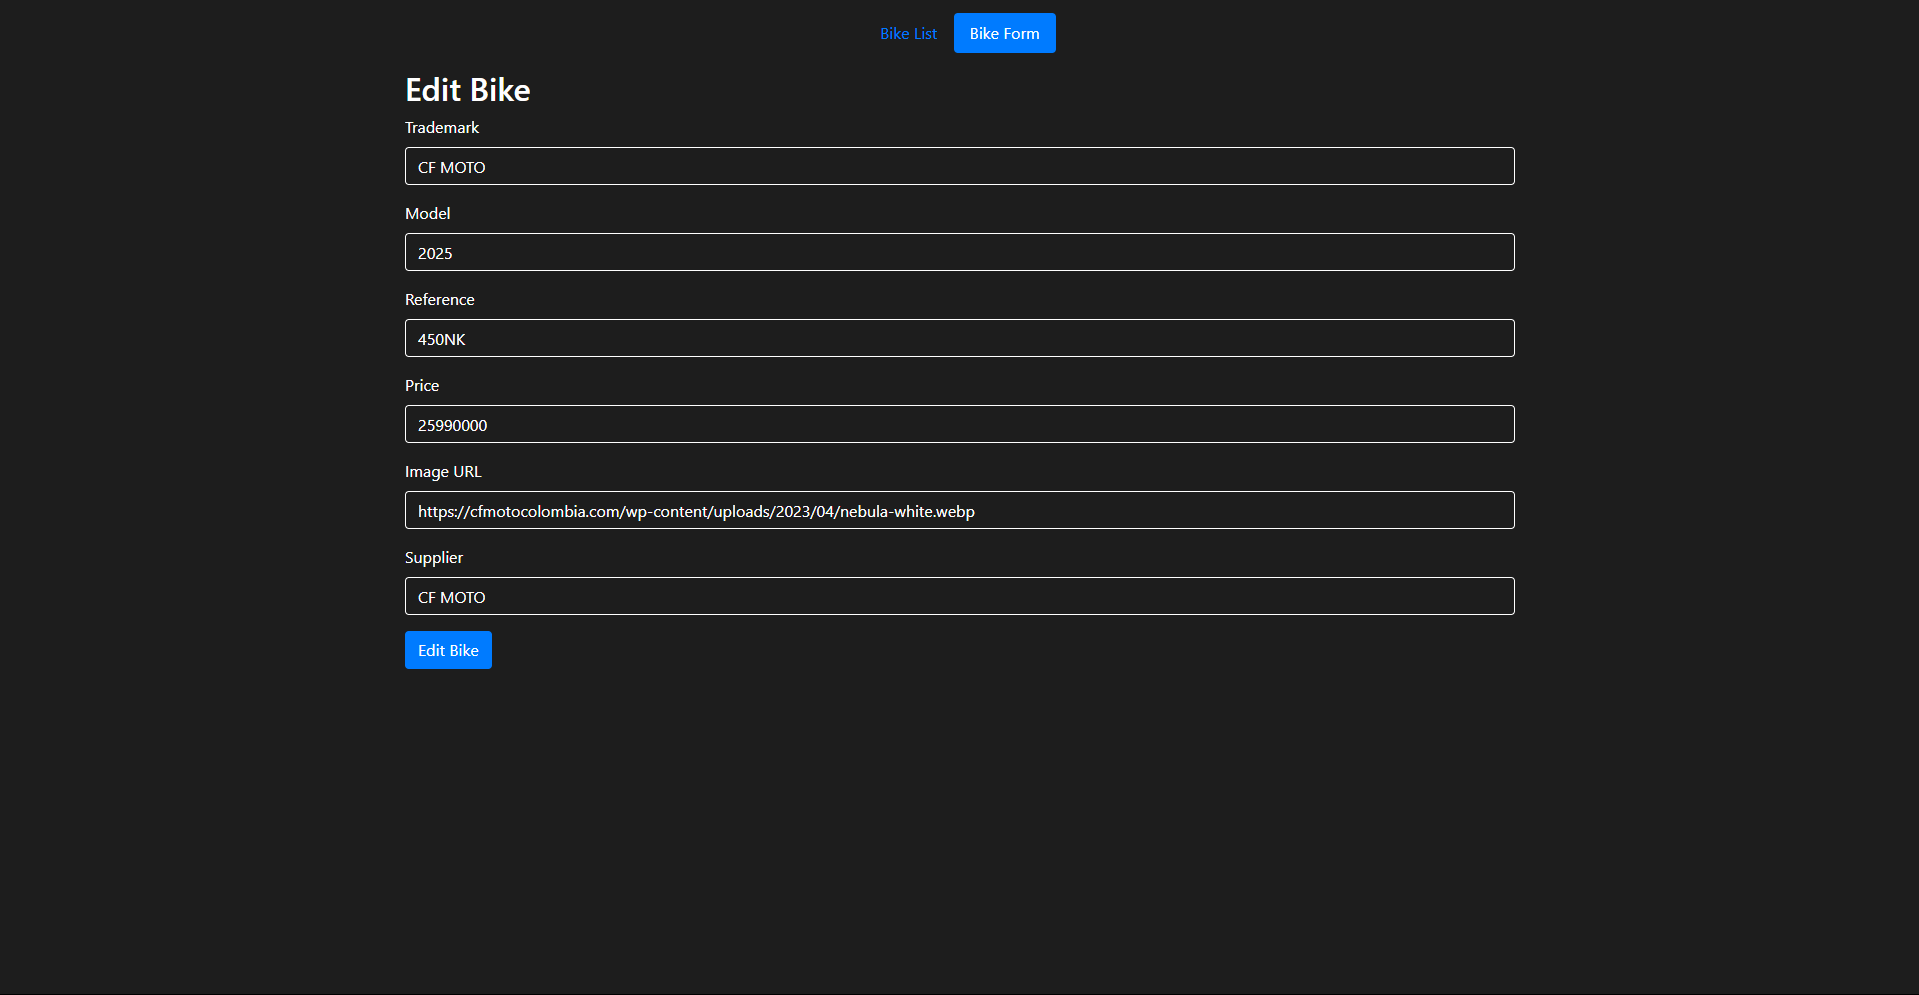 Bike List Bike Form
Edit Bike
Trademark
CF MOTO
Model
2025
Reference
450NK
Price
25990000
Image URL
https://cfmotocolombia.com/wp-content/uploads/2023/04/nebula-white.webp
Supplier
CF MOTO
Edit Bike